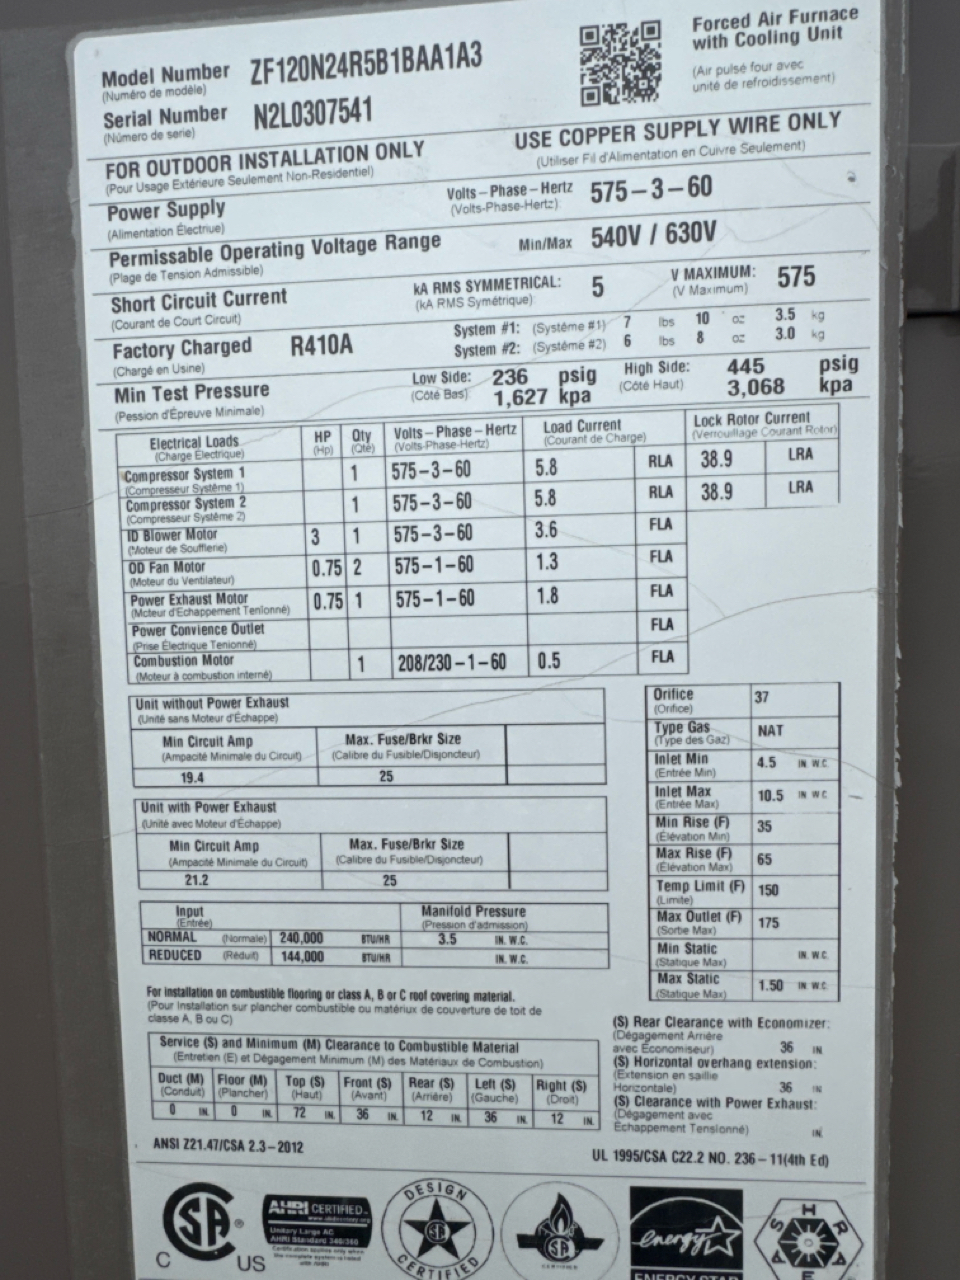 Model Number ZF120N24R5B1BAA1A3
(Numéro de modèle)
Serial Number N2L0307541
(Número de serie)
Forced Air Furnace
with Cooling Unit
(Air pulsé four avec
unité de refroidissement)
FOR OUTDOOR INSTALLATION ONLY
(Pour Usage Extérieure Seulement Non-Residentiel)
USE COPPER SUPPLY WIRE ONLY
(Utiliser Fil d'Alimentation en Cuivre Seulement)
Power Supply Volts – Phase – Hertz 575 – 3 – 60
(Alimentation Électriue) (Volts-Phase-Hertz):
Permissable Operating Voltage Range Min/Max 540V / 630V
(Plage de Tension Admissible)
Short Circuit Current kA RMS SYMMETRICAL: 5 V MAXIMUM: 575
(Courant de Court Circuit) (kA RMS Symétrique) (V Maximum)
Factory Charged R410A System #1: (Système #1) 7 lbs 10 oz 3.5 kg
(Chargé en Usine) System #2: (Système #2) 6 lbs 8 oz 3.0 kg
Min Test Pressure Low Side: 236 psig High Side: 445 psig
(Pession d'Épreuve Minimale) (Côté Bas) 1,627 kpa (Côté Haut) 3,068 kpa
Electrical Loads HP Qty Volts – Phase – Hertz Load Current Lock Rotor Current
(Charge Électrique) (Hp) (Qté) (Volts-Phase-Hertz) (Courant de Charge) (Verrouillage Courant Rotor)
Compressor System 1 1 575 – 3 – 60 5.8 RLA 38.9 LRA
(Compresseur Système 1)
Compressor System 2 1 575 – 3 – 60 5.8 RLA 38.9 LRA
(Compresseur Système 2)
ID Blower Motor 3 1 575 – 3 – 60 3.6 FLA
(Moteur de Soufflerie)
OD Fan Motor 0.75 2 575 – 1 – 60 1.3 FLA
(Moteur du Ventilateur)
Power Exhaust Motor 0.75 1 575 – 1 – 60 1.8 FLA
(Moteur d'Echappement Tenionné)
Power Convience Outlet FLA
(Prise Électrique Tenionné)
Combustion Motor 1 208/230 – 1 – 60 0.5 FLA
(Moteur à combustion interné)
Unit without Power Exhaust
(Unité sans Moteur d'Échappe)
Min Circuit Amp Max. Fuse/Brkr Size
(Ampacité Minimale du Circuit) (Calibre du Fusible/Disjoncteur)
19.4 25
Unit with Power Exhaust
(Unité avec Moteur d'Échappe)
Min Circuit Amp Max. Fuse/Brkr Size
(Ampacité Minimale du Circuit) (Calibre du Fusible/Disjoncteur)
21.2 25
Input Manifold Pressure
(Entrée) (Pression d'admission)
NORMAL (Normale) 240,000 BTU/HR 3.5 IN. W.C.
REDUCED (Réduit) 144,000 BTU/HR IN. W.C.
Orifice 37
(Orifice)
Type Gas NAT
(Type des Gaz)
Inlet Min 4.5 IN W.C.
(Entrée Min)
Inlet Max 10.5 IN W.C
(Entrée Max)
Min Rise (F) 35
(Élévation Min)
Max Rise (F) 65
(Élévation Max)
Temp Limit (F) 150
(Limite)
Max Outlet (F) 175
(Sortie Max)
Min Static IN. W.C
(Statique Max)
Max Static 1.50 IN W.C.
(Statique Max)
For installation on combustible flooring or class A, B or C roof covering material.
(Pour Installation sur plancher combustible ou matériux de couverture de toit de
classe A, B ou C)
Service (S) and Minimum (M) Clearance to Combustible Material
(Entretien (E) et Dégagement Minimum (M) des Matériaux de Combustion)
Duct (M) Floor (M) Top (S) Front (S) Rear (S) Left (S) Right (S)
(Conduit) (Plancher) (Haut) (Avant) (Arrière) (Gauche) (Droit)
0 IN. 0 IN. 72 IN. 36 IN. 12 IN. 36 IN. 12 IN.
(S) Rear Clearance with Economizer:
(Dégagement Arrière
avec Économiseur) 36 IN
(S) Horizontal overhang extension:
(Extension en saillie
Horizontale) 36 IN
(S) Clearance with Power Exhaust:
(Dégagement avec
Échappement Tensionné) IN.
ANSI Z21.47/CSA 2.3 – 2012
UL 1995/CSA C22.2 NO. 236 – 11(4th Ed)
C US
AHRI CERTIFIED
Unitary Large AC
AHRI Standard 340/360
DESIGN
CERTIFIED
energy
ENERGY STAR